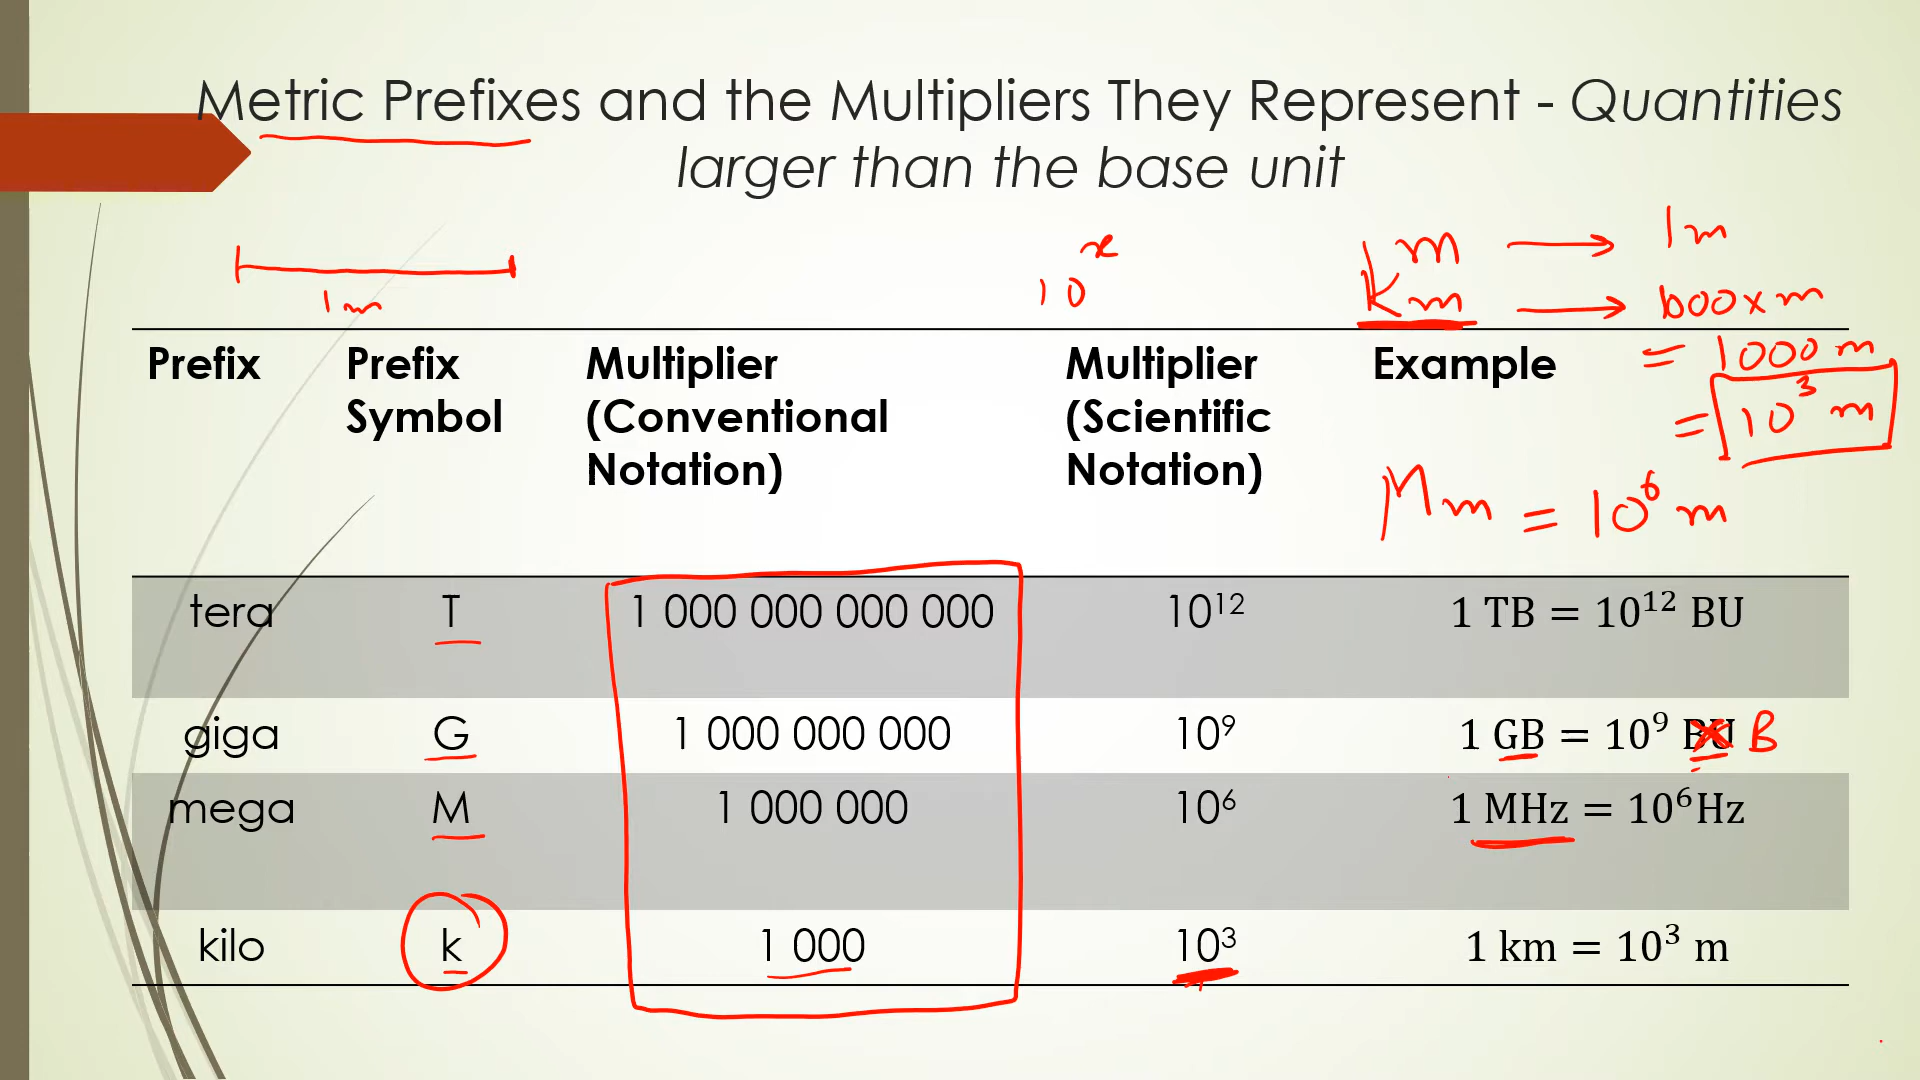 Metric Prefixes and the Multipliers They Represent - Quantities
larger than the base unit
1m
10ˣ
m → 1m
km → 1000 x m
= 1000 m
= 10³ m
Mm = 10⁶ m
Prefix Prefix Symbol Multiplier (Conventional Notation) Multiplier (Scientific Notation) Example
tera T 1 000 000 000 000 10¹² 1 TB = 10¹² BU
giga G 1 000 000 000 10⁹ 1 GB = 10⁹ BU B
mega M 1 000 000 10⁶ 1 MHz = 10⁶Hz
kilo k 1 000 10³ 1 km = 10³ m